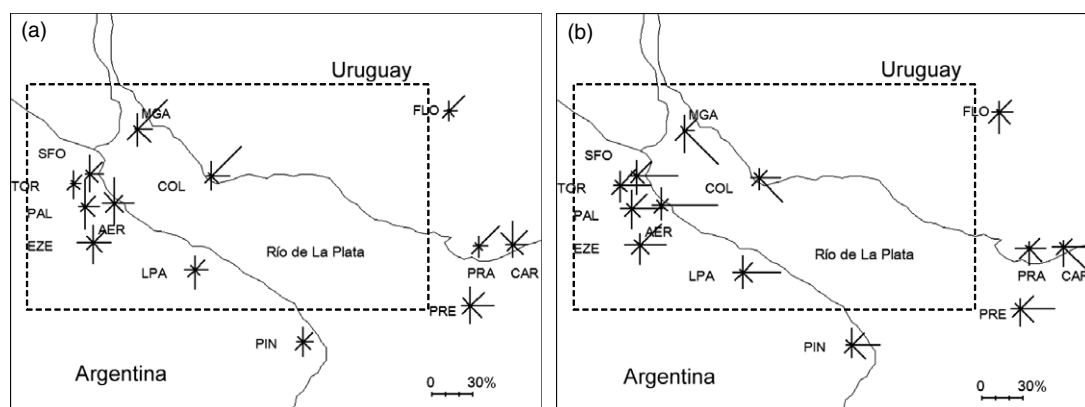 (a)
Uruguay
MGA
FLO
SFO
TOR
COL
PAL
AER
EZE
Río de La Plata
LPA
PRA
CAR
PRE
PIN
Argentina
0 30%
(b)
Uruguay
MGA
FLO
SFO
TOR
COL
PAL
AER
EZE
Río de La Plata
LPA
PRA
CAR
PRE
PIN
Argentina
0 30%